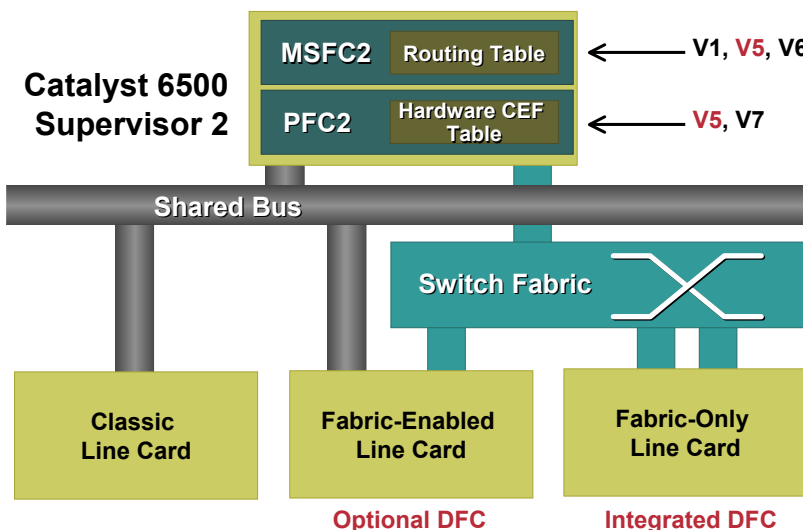 MSFC2 Routing Table
V1, V5, V6
Catalyst 6500
Supervisor 2
PFC2
Hardware CEF
Table
V5, V7
Shared Bus
Switch Fabric
Classic
Line Card
Fabric-Enabled
Line Card
Fabric-Only
Line Card
Optional DFC
Integrated DFC